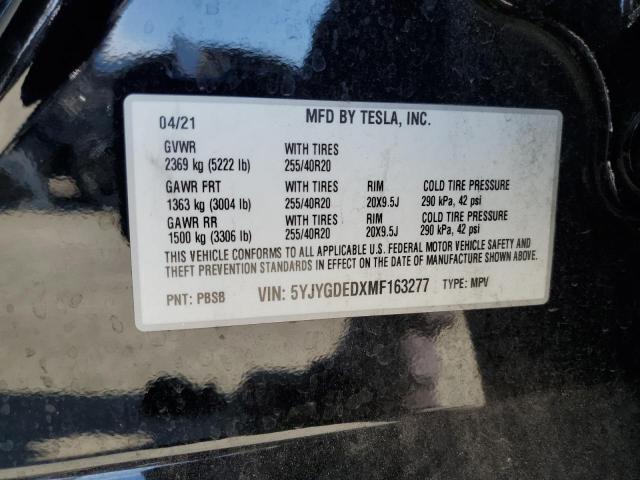 04/21 MFD BY TESLA, INC.
GVWR WITH TIRES
2369 kg (5222 lb) 255/40R20
GAWR FRT WITH TIRES RIM COLD TIRE PRESSURE
1363 kg (3004 lb) 255/40R20 20X9.5J 290 kPa, 42 psi
GAWR RR WITH TIRES RIM COLD TIRE PRESSURE
1500 kg (3306 lb) 255/40R20 20X9.5J 290 kPa, 42 psi
THIS VEHICLE CONFORMS TO ALL APPLICABLE U.S. FEDERAL MOTOR VEHICLE SAFETY AND
THEFT PREVENTION STANDARDS IN EFFECT ON THE DATE OF MANUFACTURE SHOWN ABOVE.
PNT: PBSB VIN: 5YJYGDEDXMF163277 TYPE: MPV